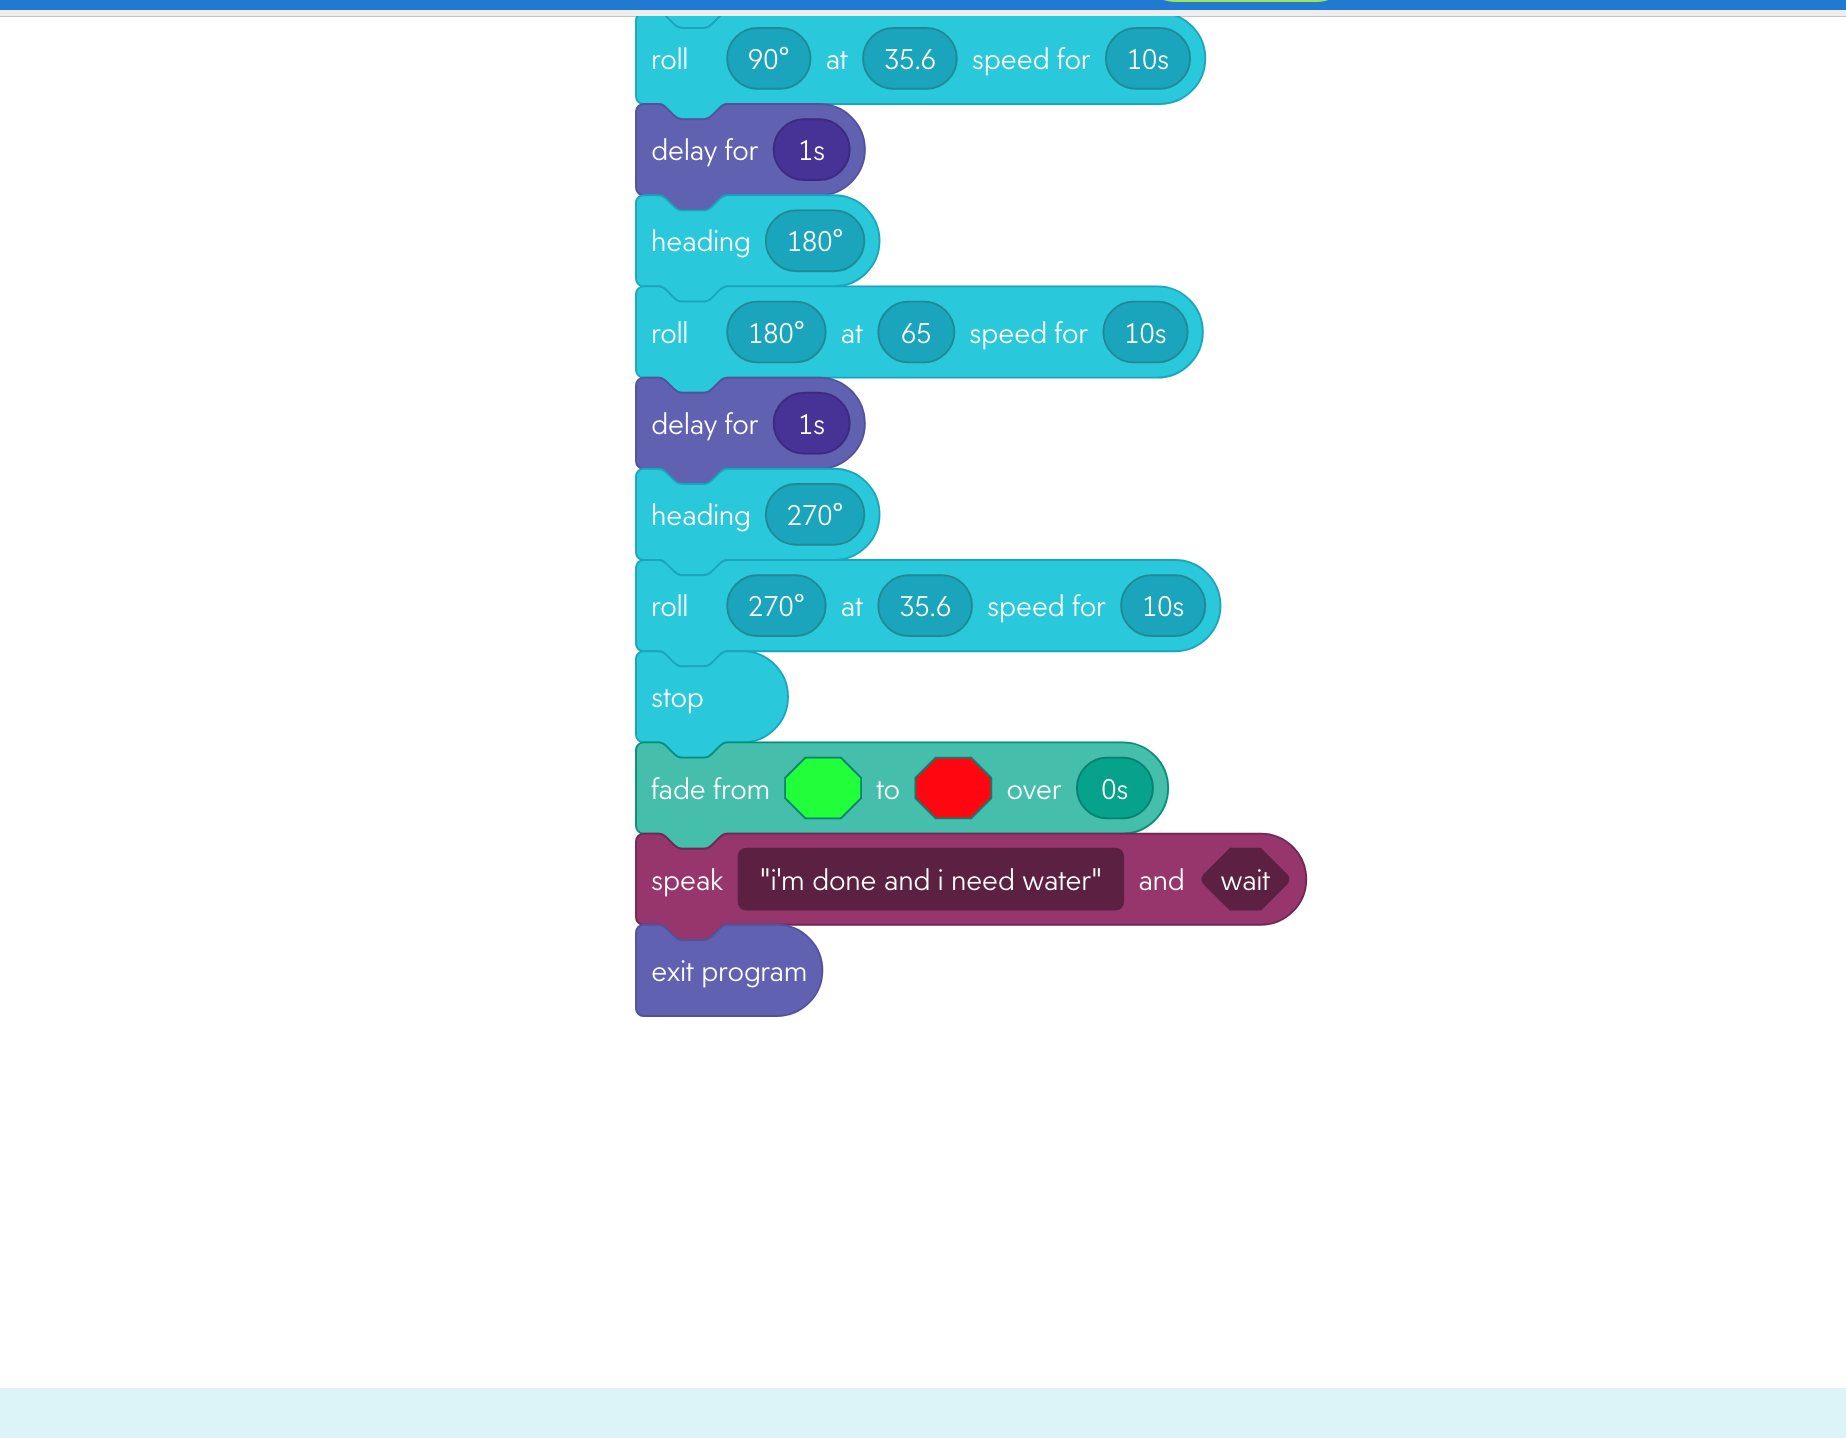 roll 90° at 35.6 speed for 10s
delay for 1s
heading 180°
roll 180° at 65 speed for 10s
delay for 1s
heading 270°
roll 270° at 35.6 speed for 10s
stop
fade from to over 0s
speak "i'm done and i need water" and wait
exit program